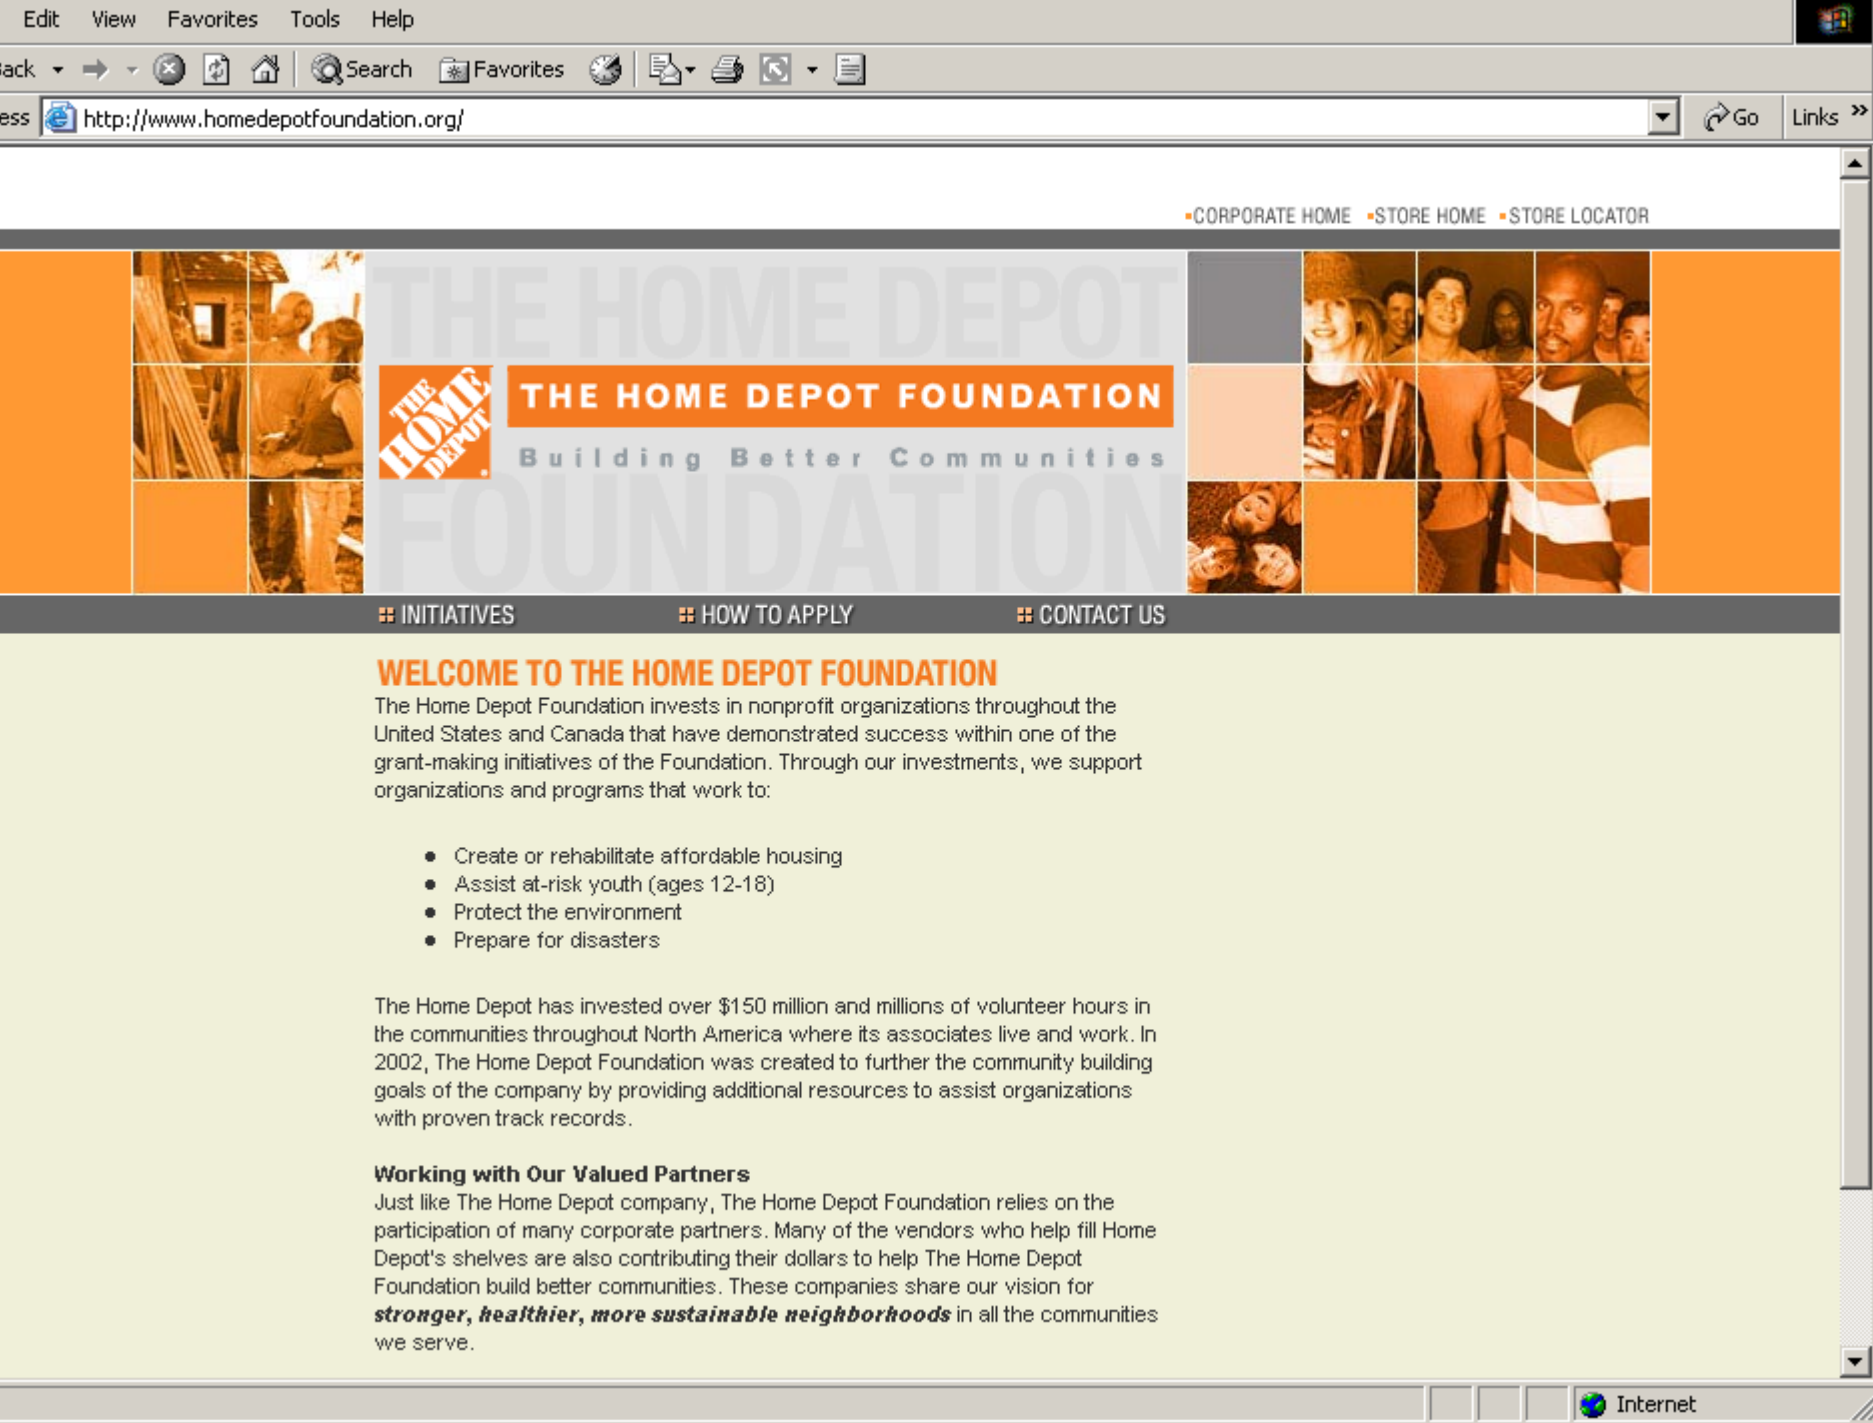 Edit View Favorites Tools Help
Back Search Favorites
ess http://www.homedepotfoundation.org/ Go Links »
CORPORATE HOME STORE HOME STORE LOCATOR
THE HOME DEPOT
THE HOME DEPOT
THE HOME DEPOT FOUNDATION
Building Better Communities
FOUNDATION
INITIATIVES HOW TO APPLY CONTACT US
WELCOME TO THE HOME DEPOT FOUNDATION
The Home Depot Foundation invests in nonprofit organizations throughout the
United States and Canada that have demonstrated success within one of the
grant-making initiatives of the Foundation. Through our investments, we support
organizations and programs that work to:
● Create or rehabilitate affordable housing
● Assist at-risk youth (ages 12-18)
● Protect the environment
● Prepare for disasters
The Home Depot has invested over $150 million and millions of volunteer hours in
the communities throughout North America where its associates live and work. In
2002, The Home Depot Foundation was created to further the community building
goals of the company by providing additional resources to assist organizations
with proven track records.
Working with Our Valued Partners
Just like The Home Depot company, The Home Depot Foundation relies on the
participation of many corporate partners. Many of the vendors who help fill Home
Depot's shelves are also contributing their dollars to help The Home Depot
Foundation build better communities. These companies share our vision for
stronger, healthier, more sustainable neighborhoods in all the communities
we serve.
Internet